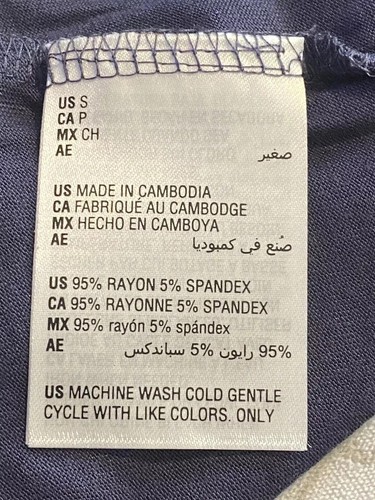 US S
CA P
MX CH
AE صغير
US MADE IN CAMBODIA
CA FABRIQUÉ AU CAMBODGE
MX HECHO EN CAMBOYA
AE صُنع في كمبوديا
US 95% RAYON 5% SPANDEX
CA 95% RAYONNE 5% SPANDEX
MX 95% rayón 5% spándex
AE 95% رايون 5% سباندكس
US MACHINE WASH COLD GENTLE
CYCLE WITH LIKE COLORS. ONLY